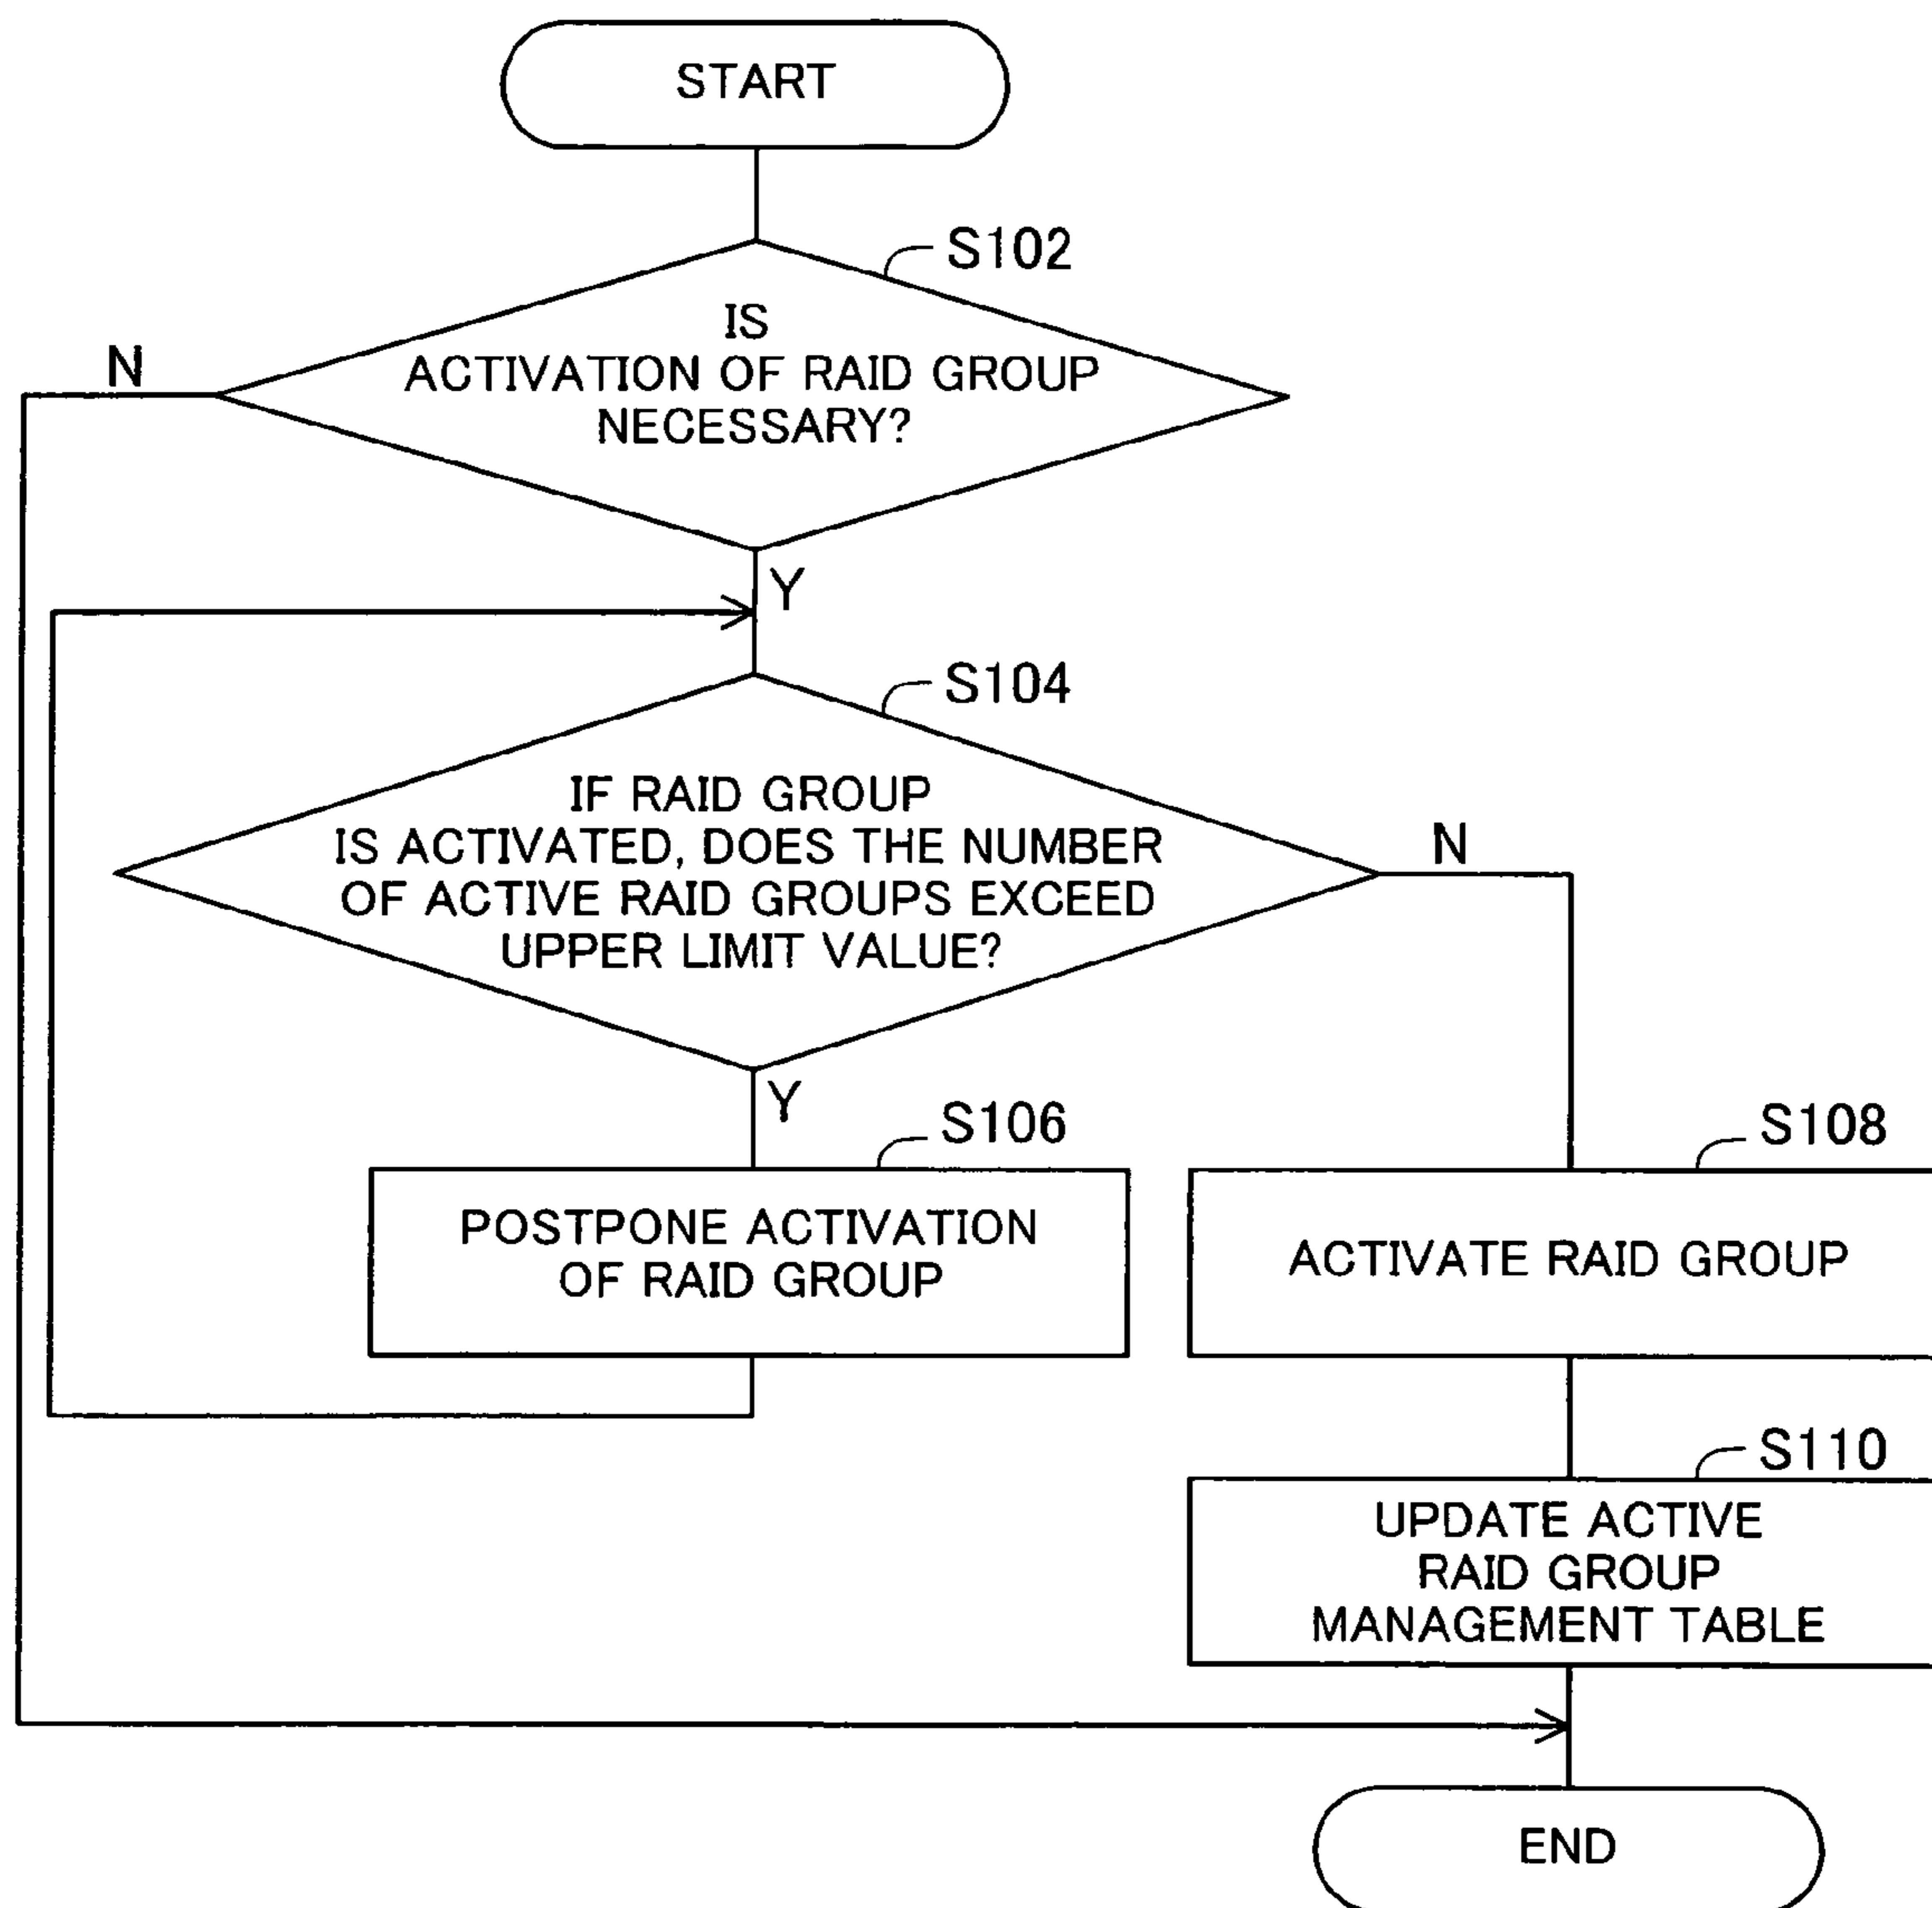 START
S102
IS
ACTIVATION OF RAID GROUP
NECESSARY?
N
Y
S104
IF RAID GROUP
IS ACTIVATED, DOES THE NUMBER
OF ACTIVE RAID GROUPS EXCEED
UPPER LIMIT VALUE?
N
Y
S106
POSTPONE ACTIVATION
OF RAID GROUP
S108
ACTIVATE RAID GROUP
S110
UPDATE ACTIVE
RAID GROUP
MANAGEMENT TABLE
END